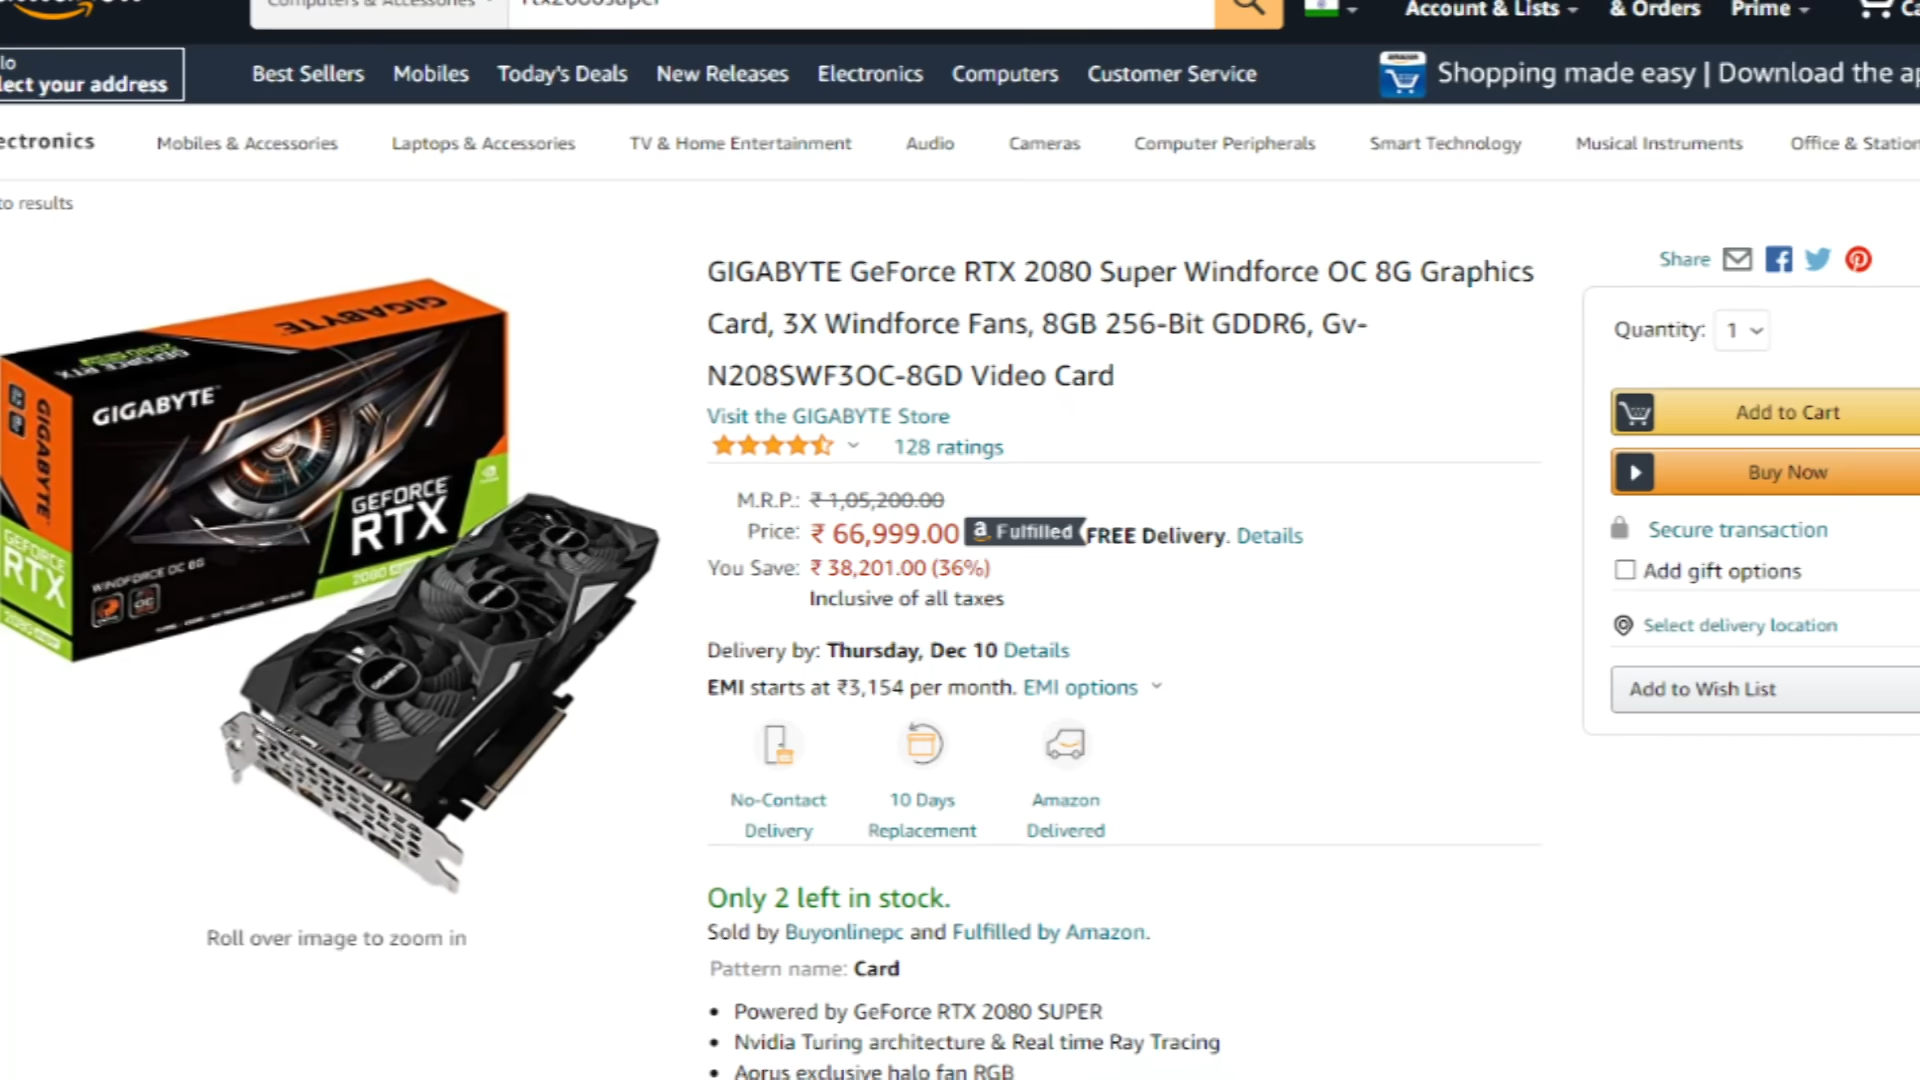 Account & Lists
& Orders
Prime
lect your address
Best Sellers
Mobiles
Today's Deals
New Releases
Electronics
Computers
Customer Service
Shopping made easy | Download the ap
ectronics
Mobiles & Accessories
Laptops & Accessories
TV & Home Entertainment
Audio
Cameras
Computer Peripherals
Smart Technology
Musical Instruments
Office & Station
to results
GIGABYTE
GIGABYTE
GIGABYTE
GEFORCE
RTX
WINDFORCE OC 8G
GEFORCE
RTX
GIGABYTE
Roll over image to zoom in
GIGABYTE GeForce RTX 2080 Super Windforce OC 8G Graphics
Card, 3X Windforce Fans, 8GB 256-Bit GDDR6, Gv-
N208SWF3OC-8GD Video Card
Visit the GIGABYTE Store
128 ratings
M.R.P.: ₹ 1,05,200.00
Price: ₹ 66,999.00 a Fulfilled FREE Delivery. Details
You Save: ₹ 38,201.00 (36%)
Inclusive of all taxes
Delivery by: Thursday, Dec 10 Details
EMI starts at ₹3,154 per month. EMI options
No-Contact
Delivery
10 Days
Replacement
Amazon
Delivered
Only 2 left in stock.
Sold by Buyonlinepc and Fulfilled by Amazon.
Pattern name: Card
• Powered by GeForce RTX 2080 SUPER
• Nvidia Turing architecture & Real time Ray Tracing
• Aorus exclusive halo fan RGB
Share
Quantity: 1
Add to Cart
Buy Now
Secure transaction
Add gift options
Select delivery location
Add to Wish List